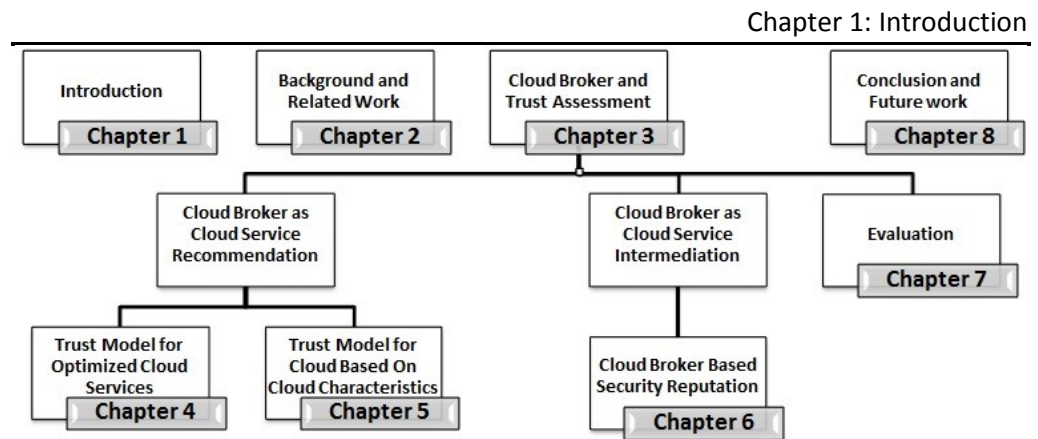 Chapter 1: Introduction
Introduction
Chapter 1
Background and
Related Work
Chapter 2
Cloud Broker and
Trust Assessment
Chapter 3
Conclusion and
Future work
Chapter 8
Cloud Broker as
Cloud Service
Recommendation
Cloud Broker as
Cloud Service
Intermediation
Evaluation
Chapter 7
Trust Model for
Optimized Cloud
Services
Chapter 4
Trust Model for
Cloud Based On
Cloud Characteristics
Chapter 5
Cloud Broker Based
Security Reputation
Chapter 6